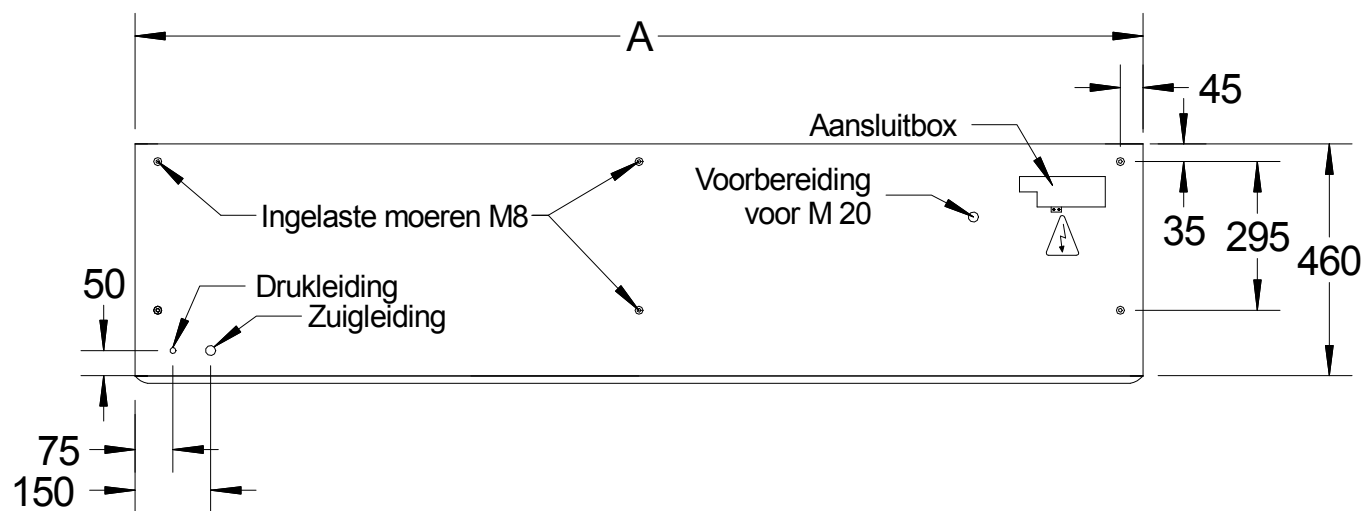 A
45
Aansluitbox
Voorbereiding
voor M 20
Ingelaste moeren M8
35
295
460
50
Drukleiding
Zuigleiding
75
150